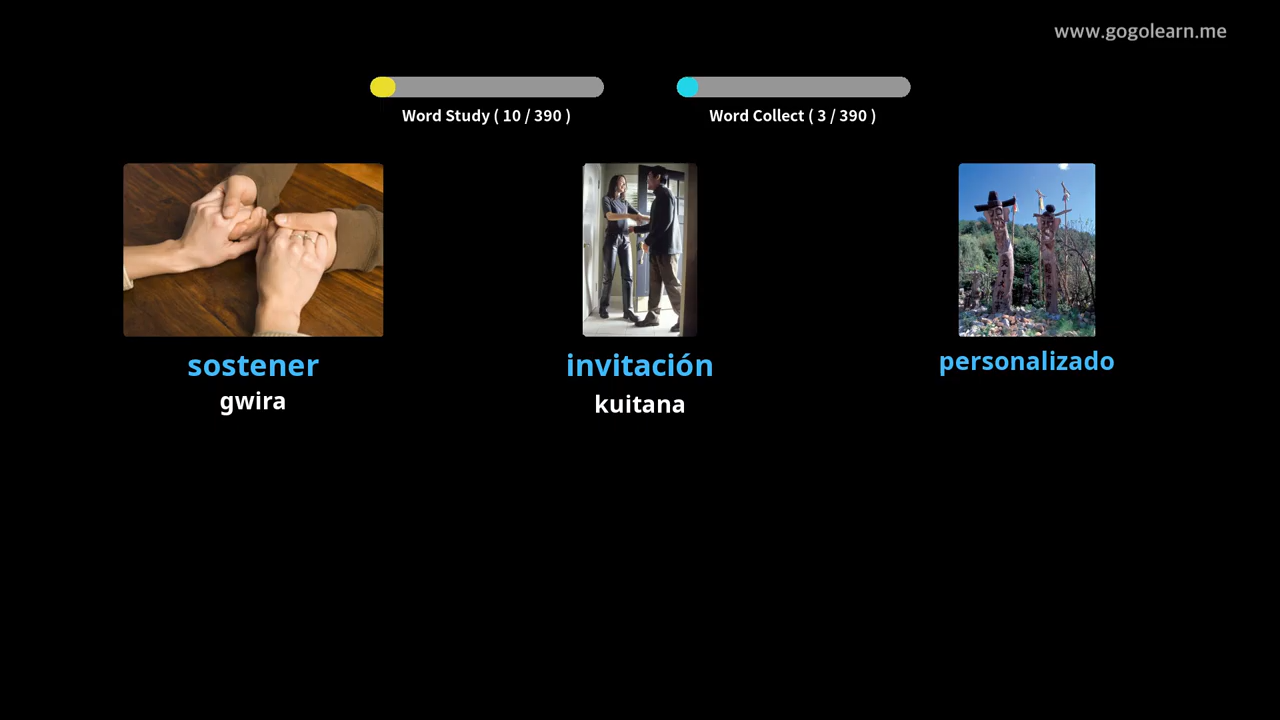 www.gogolearn.me
Word Study ( 10 / 390 )
Word Collect ( 3 / 390 )
sostener
gwira
invitación
kuitana
personalizado